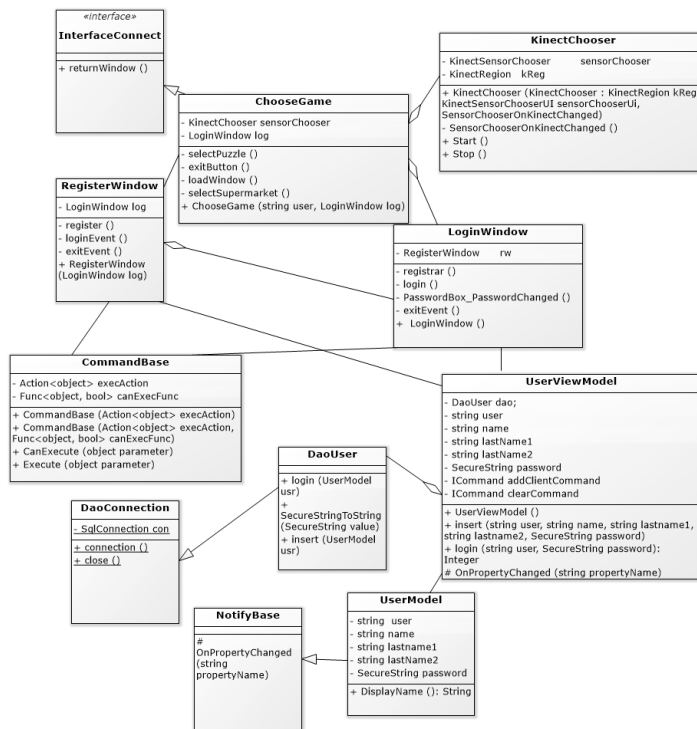 «interface»
InterfaceConnect
+ returnWindow ()
KinectChooser
- KinectSensorChooser sensorChooser
- KinectRegion kReg
+ KinectChooser (KinectChooser : KinectRegion kReg,
KinectSensorChooserUI sensorChooserUi,
SensorChooserOnKinectChanged)
- SensorChooserOnKinectChanged ()
+ Start ()
+ Stop ()
ChooseGame
- KinectChooser sensorChooser
- LoginWindow log
- selectPuzzle ()
- exitButton ()
- loadWindow ()
- selectSupermarket ()
+ ChooseGame (string user, LoginWindow log)
RegisterWindow
- LoginWindow log
- register ()
- loginEvent ()
- exitEvent ()
+ RegisterWindow
(LoginWindow log)
LoginWindow
- RegisterWindow rw
- registrar ()
- login ()
- PasswordBox_PasswordChanged ()
- exitEvent ()
+ LoginWindow ()
CommandBase
- Action<object> execAction
- Func<object, bool> canExecFunc
+ CommandBase (Action<object> execAction)
+ CommandBase (Action<object> execAction,
Func<object, bool> canExecFunc)
+ CanExecute (object parameter)
+ Execute (object parameter)
UserViewModel
- DaoUser dao;
- string user
- string name
- string lastName1
- string lastName2
- SecureString password
- ICommand addClientCommand
- ICommand clearCommand
+ UserViewModel ()
+ insert (string user, string name, string lastname1,
string lastname2, SecureString password)
+ login (string user, SecureString password):
Integer
# OnPropertyChanged (string propertyName)
DaoUser
+ login (UserModel
usr)
+
SecureStringToString
(SecureString value)
+ insert (UserModel
usr)
DaoConnection
- SqlConnection con
+ connection ()
+ close ()
NotifyBase
#
OnPropertyChanged
(string
propertyName)
UserModel
- string user
- string name
- string lastname1
- string lastName2
- SecureString password
+ DisplayName (): String